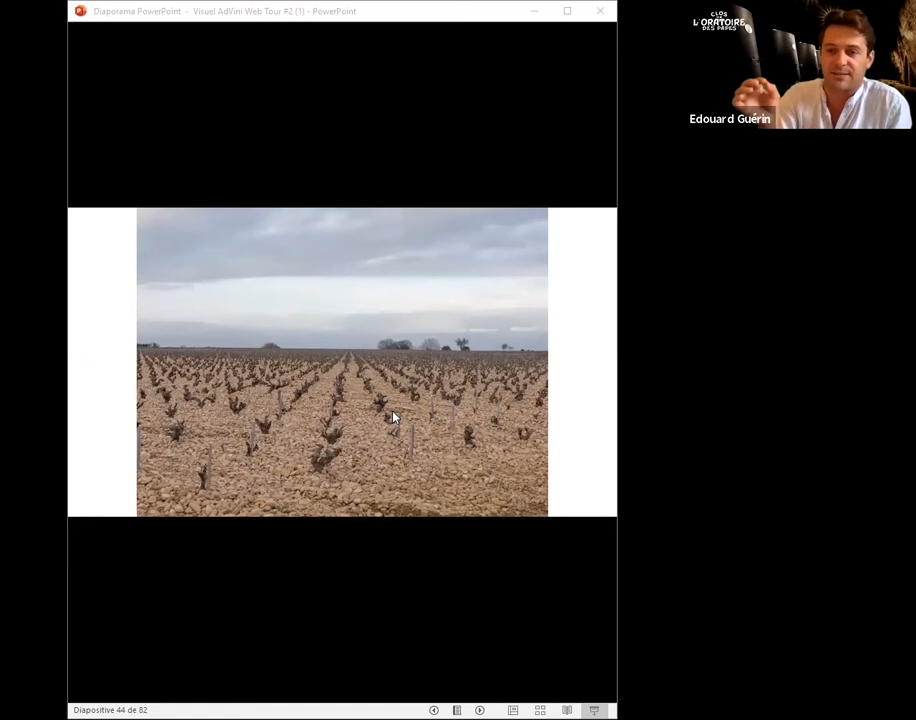 Diaporama PowerPoint - Visuel AdVini Web Tour #2 (1) - PowerPoint
CLOS
DE
L'ORATOIRE
DES PAPES
Edouard Guérin
Diapositive 44 de 82